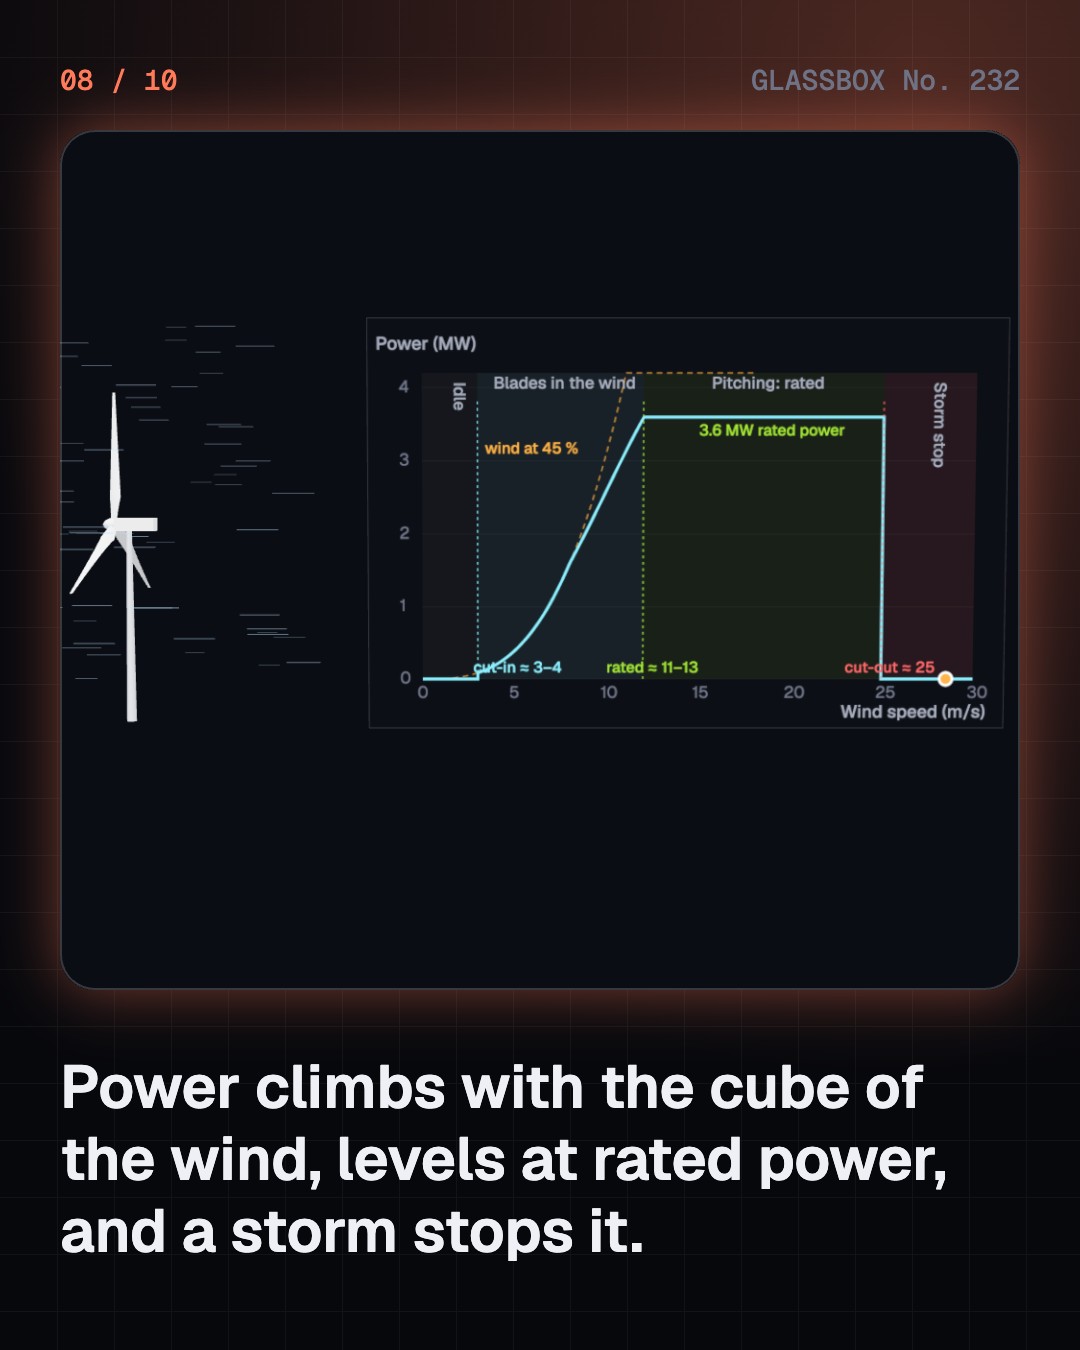 08 / 10
GLASSBOX No. 232
Power (MW)
4
3
2
1
0
Idle
Blades in the wind
Pitching: rated
Storm stop
wind at 45 %
3.6 MW rated power
cut-in ≈ 3–4
rated ≈ 11–13
cut-out ≈ 25
0 5 10 15 20 25 30
Wind speed (m/s)
Power climbs with the cube of
the wind, levels at rated power,
and a storm stops it.